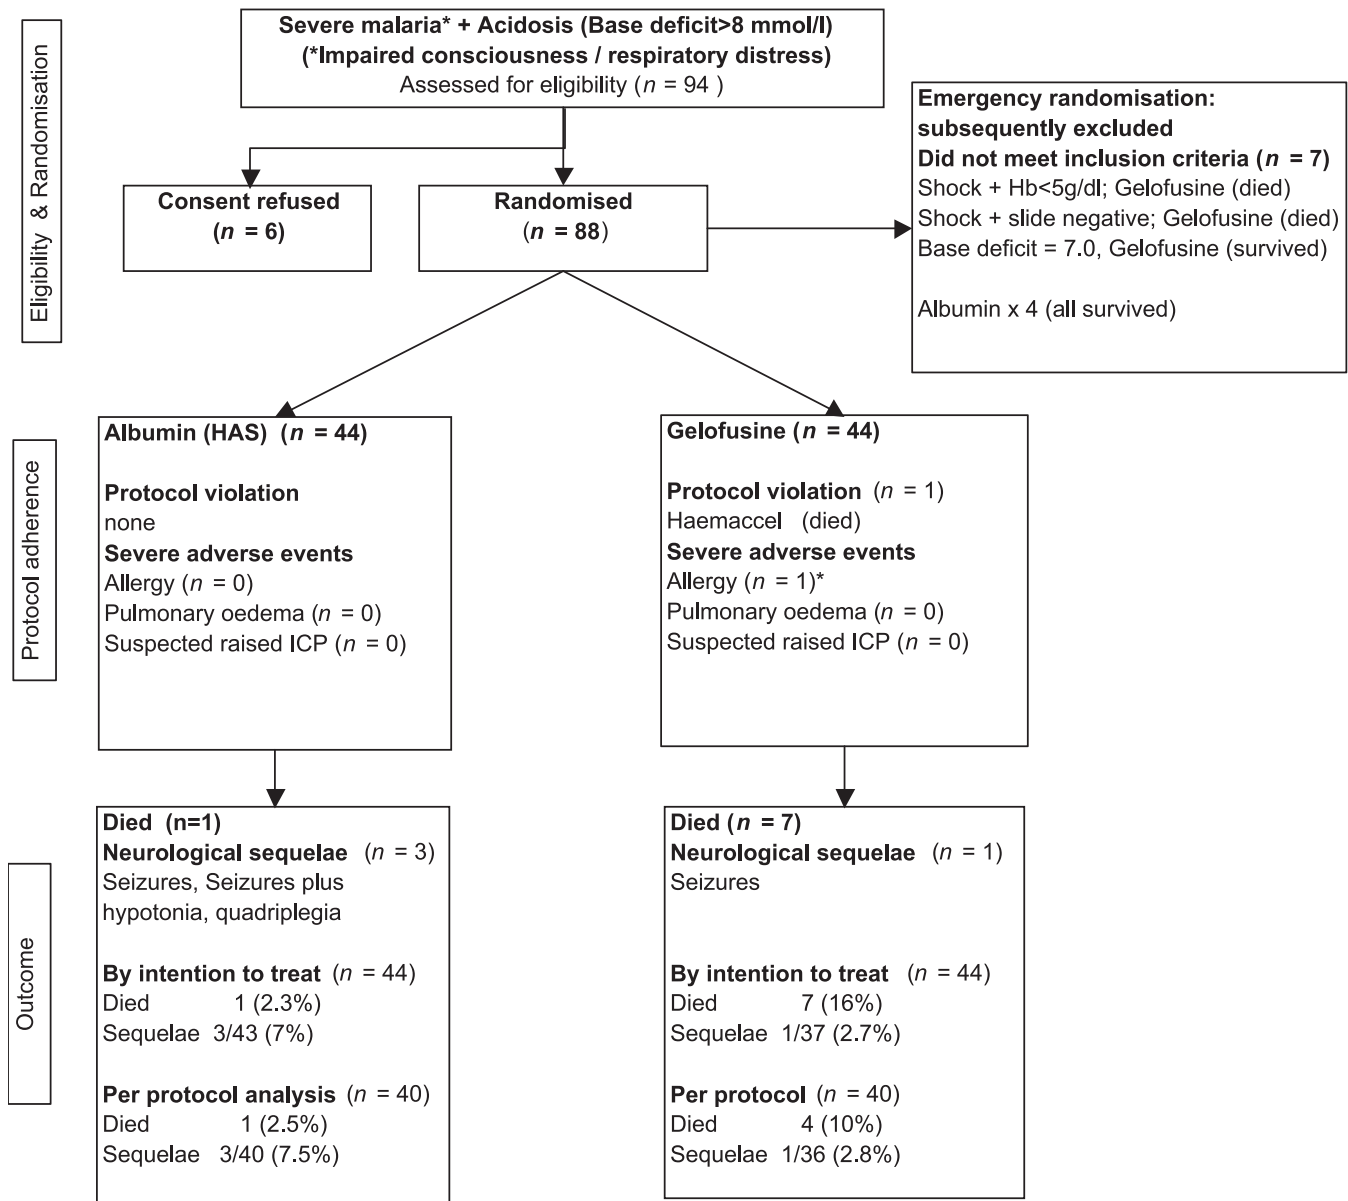 Eligibility & Randomisation
Severe malaria* + Acidosis (Base deficit>8 mmol/l)
(*Impaired consciousness / respiratory distress)
Assessed for eligibility (n = 94 )
Consent refused
(n = 6)
Randomised
(n = 88)
Emergency randomisation:
subsequently excluded
Did not meet inclusion criteria (n = 7)
Shock + Hb<5g/dl; Gelofusine (died)
Shock + slide negative; Gelofusine (died)
Base deficit = 7.0, Gelofusine (survived)
Albumin x 4 (all survived)
Protocol adherence
Albumin (HAS) (n = 44)
Protocol violation
none
Severe adverse events
Allergy (n = 0)
Pulmonary oedema (n = 0)
Suspected raised ICP (n = 0)
Gelofusine (n = 44)
Protocol violation (n = 1)
Haemaccel (died)
Severe adverse events
Allergy (n = 1)*
Pulmonary oedema (n = 0)
Suspected raised ICP (n = 0)
Outcome
Died (n=1)
Neurological sequelae (n = 3)
Seizures, Seizures plus
hypotonia, quadriplegia
By intention to treat (n = 44)
Died 1 (2.3%)
Sequelae 3/43 (7%)
Per protocol analysis (n = 40)
Died 1 (2.5%)
Sequelae 3/40 (7.5%)
Died (n = 7)
Neurological sequelae (n = 1)
Seizures
By intention to treat (n = 44)
Died 7 (16%)
Sequelae 1/37 (2.7%)
Per protocol (n = 40)
Died 4 (10%)
Sequelae 1/36 (2.8%)